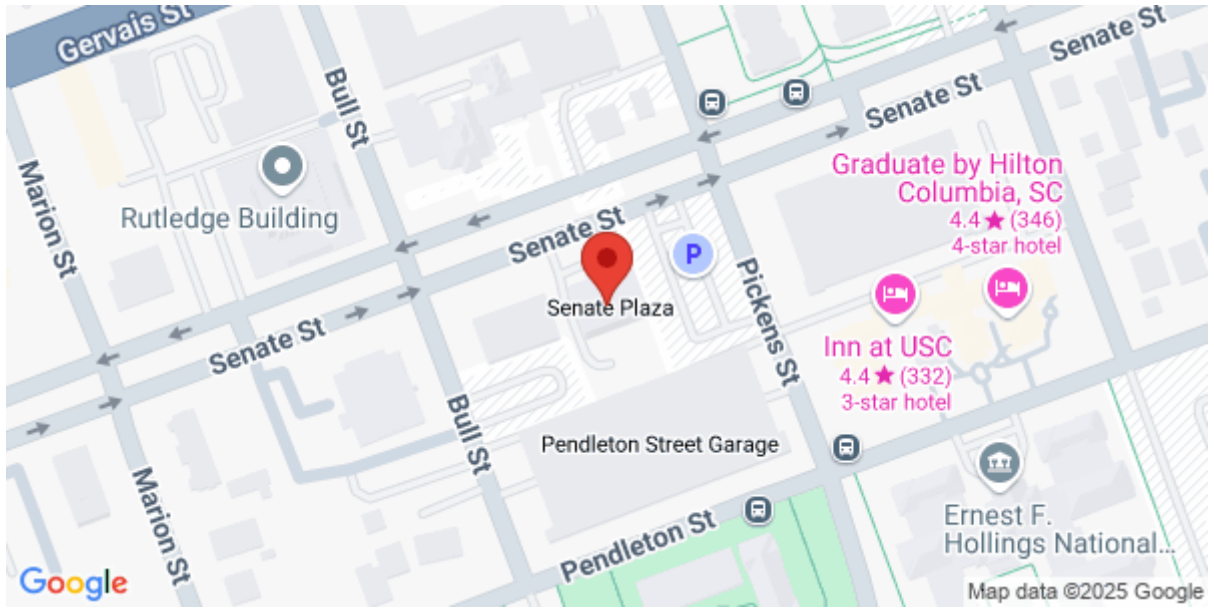 Gervais St
Bull St
Senate St
Senate St
Marion St
Rutledge Building
Graduate by Hilton
Columbia, SC
4.4★(346)
4-star hotel
Senate St
P
Senate Plaza
Pickens St
Senate St
Inn at USC
4.4★(332)
3-star hotel
Bull St
Pendleton Street Garage
Marion St
Pendleton St
Ernest F.
Hollings National...
Google
Map data ©2025 Google